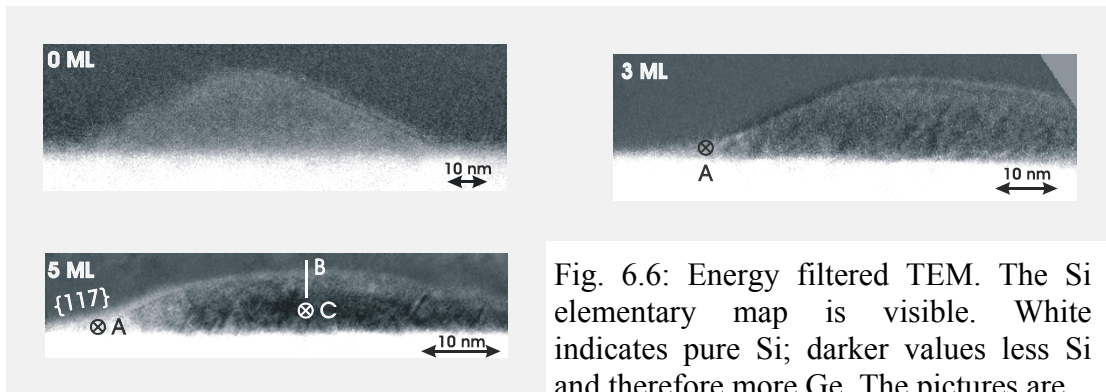 0 ML
10 nm
3 ML
A
10 nm
5 ML
{117}
A
B
C
10 nm
Fig. 6.6: Energy filtered TEM. The Si
elementary map is visible. White
indicates pure Si; darker values less Si
and therefore more Ge. The pictures are